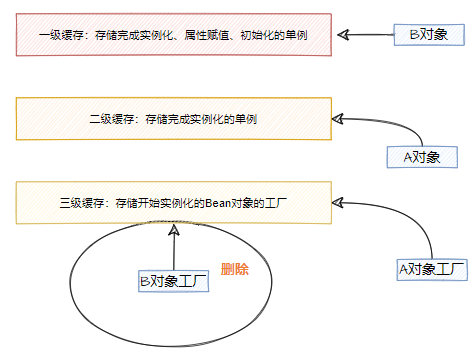 一级缓存：存储完成实例化、属性赋值、初始化的单例
B对象
二级缓存：存储完成实例化的单例
A对象
三级缓存：存储开始实例化的Bean对象的工厂
删除
B对象工厂
A对象工厂